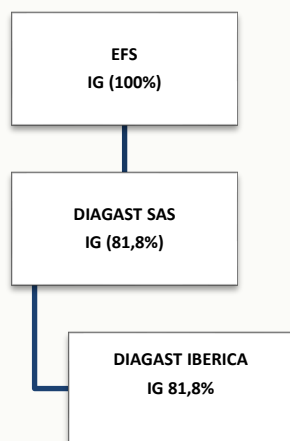 EFS
IG (100%)
DIAGAST SAS
IG (81,8%)
DIAGAST IBERICA
IG 81,8%